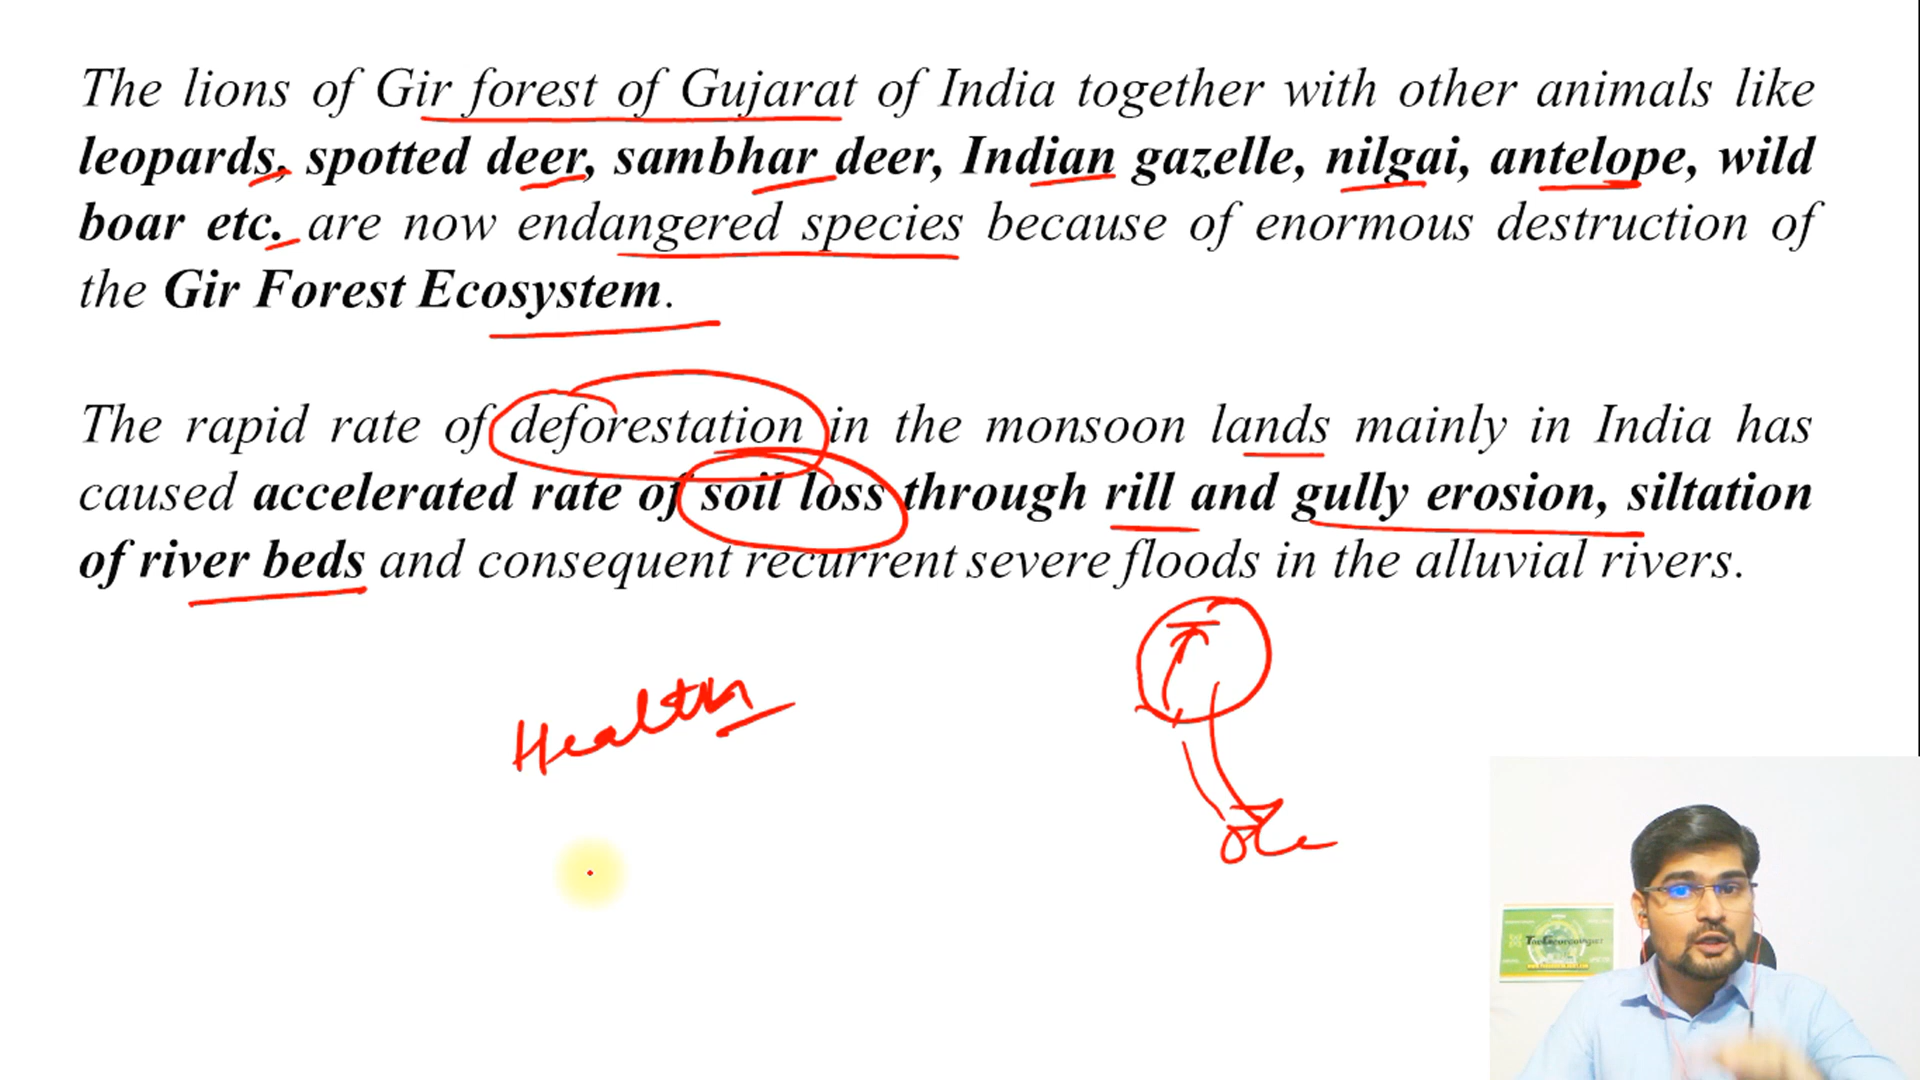 The lions of Gir forest of Gujarat of India together with other animals like
leopards, spotted deer, sambhar deer, Indian gazelle, nilgai, antelope, wild
boar etc. are now endangered species because of enormous destruction of
the Gir Forest Ecosystem.
The rapid rate of deforestation in the monsoon lands mainly in India has
caused accelerated rate of soil loss through rill and gully erosion, siltation
of river beds and consequent recurrent severe floods in the alluvial rivers.
Health